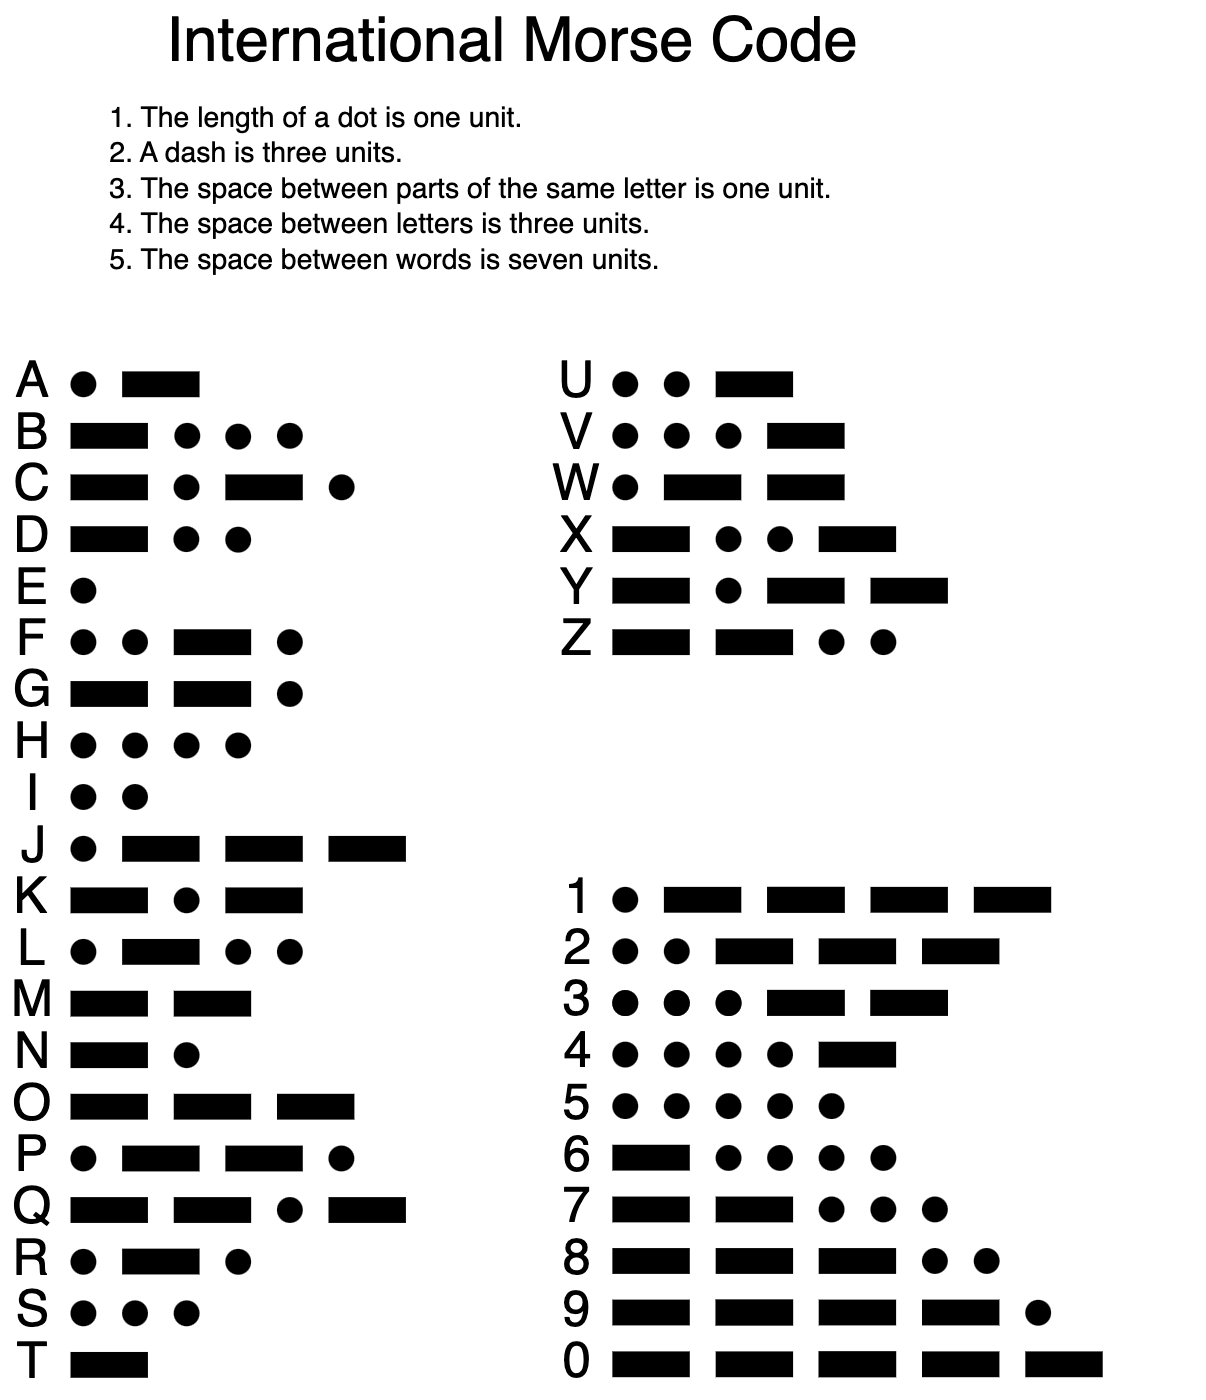 International Morse Code
1. The length of a dot is one unit.
2. A dash is three units.
3. The space between parts of the same letter is one unit.
4. The space between letters is three units.
5. The space between words is seven units.
A ● ▬
B ▬ ● ● ●
C ▬ ● ▬ ●
D ▬ ● ●
E ●
F ● ● ▬ ●
G ▬ ▬ ●
H ● ● ● ●
I ● ●
J ● ▬ ▬ ▬
K ▬ ● ▬
L ● ▬ ● ●
M ▬ ▬
N ▬ ●
O ▬ ▬ ▬
P ● ▬ ▬ ●
Q ▬ ▬ ● ▬
R ● ▬ ●
S ● ● ●
T ▬
U ● ● ▬
V ● ● ● ▬
W ● ▬ ▬
X ▬ ● ● ▬
Y ▬ ● ▬ ▬
Z ▬ ▬ ● ●
1 ● ▬ ▬ ▬ ▬
2 ● ● ▬ ▬ ▬
3 ● ● ● ▬ ▬
4 ● ● ● ● ▬
5 ● ● ● ● ●
6 ▬ ● ● ● ●
7 ▬ ▬ ● ● ●
8 ▬ ▬ ▬ ● ●
9 ▬ ▬ ▬ ▬ ●
0 ▬ ▬ ▬ ▬ ▬